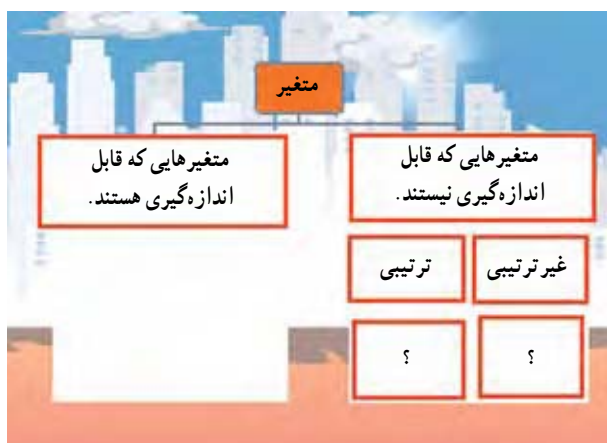 متغیر
متغیرهایی که قابل
اندازه‌گیری نیستند.
متغیرهایی که قابل
اندازه‌گیری هستند.
غیرترتیبی
ترتیبی
؟
؟